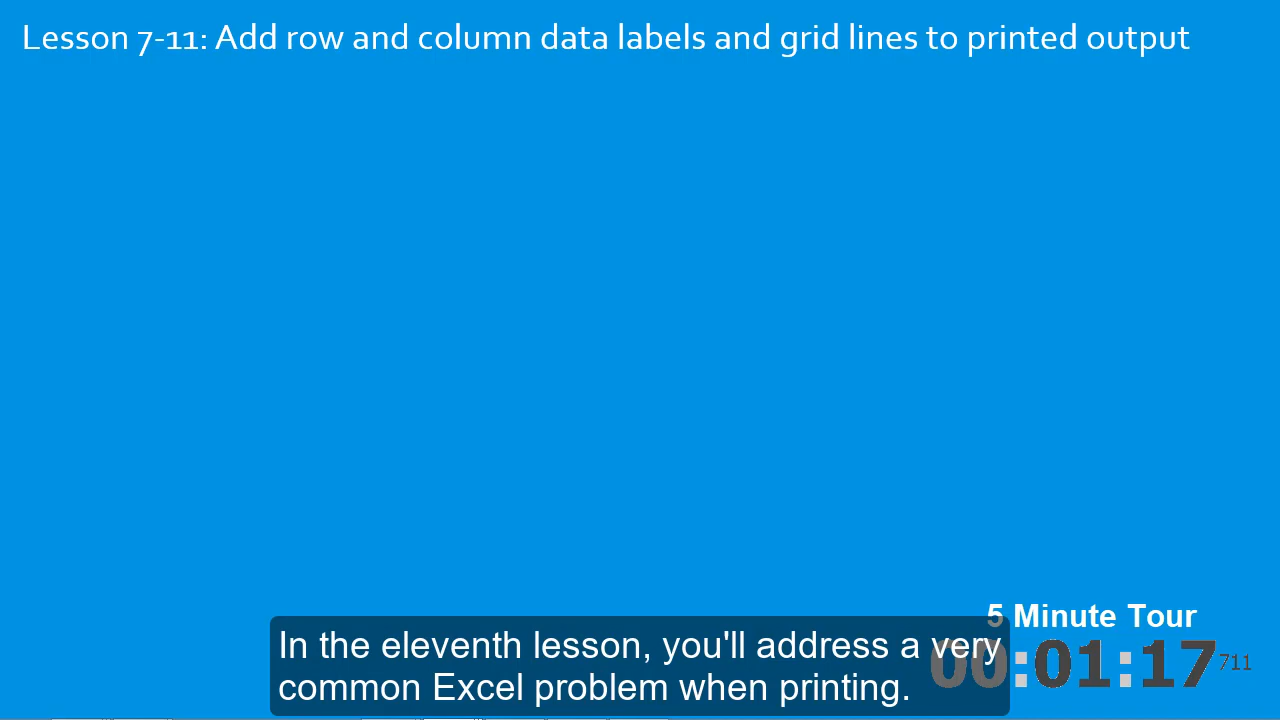 Lesson 7-11: Add row and column data labels and grid lines to printed output
5 Minute Tour
In the eleventh lesson, you'll address a very
common Excel problem when printing.
00:01:17
711